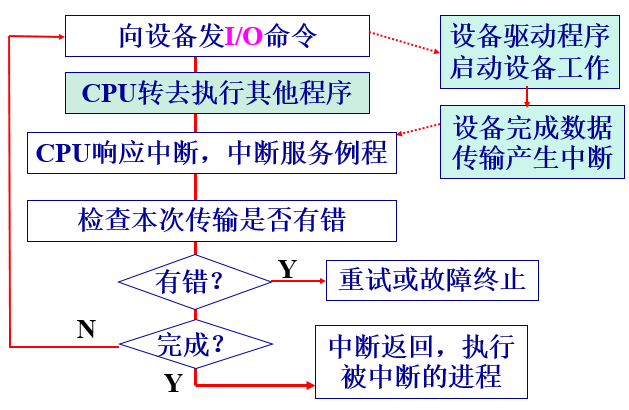 向设备发I/O命令
设备驱动程序
启动设备工作
CPU转去执行其他程序
设备完成数据
传输产生中断
CPU响应中断，中断服务例程
检查本次传输是否有错
有错？
Y
重试或故障终止
N
完成？
Y
中断返回，执行
被中断的进程